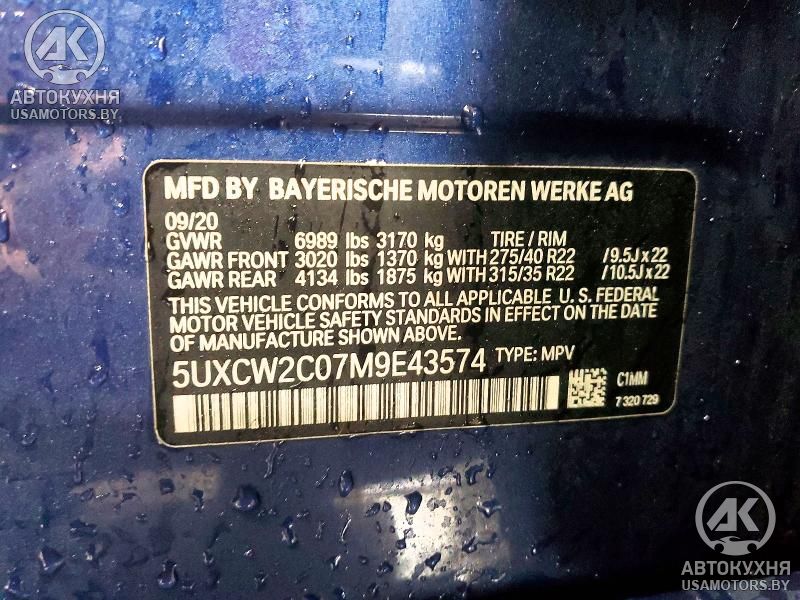 AK
АВТОКУХНЯ
USAMOTORS.BY
MFD BY BAYERISCHE MOTOREN WERKE AG
09/20
GVWR 6989 lbs 3170 kg TIRE / RIM
GAWR FRONT 3020 lbs 1370 kg WITH 275/40 R22 /9.5J x 22
GAWR REAR 4134 lbs 1875 kg WITH 315/35 R22 /10.5J x 22
THIS VEHICLE CONFORMS TO ALL APPLICABLE U. S. FEDERAL
MOTOR VEHICLE SAFETY STANDARDS IN EFFECT ON THE DATE
OF MANUFACTURE SHOWN ABOVE.
5UXCW2C07M9E43574 TYPE: MPV
C1MM
7 320 729
AK
АВТОКУХНЯ
USAMOTORS.BY